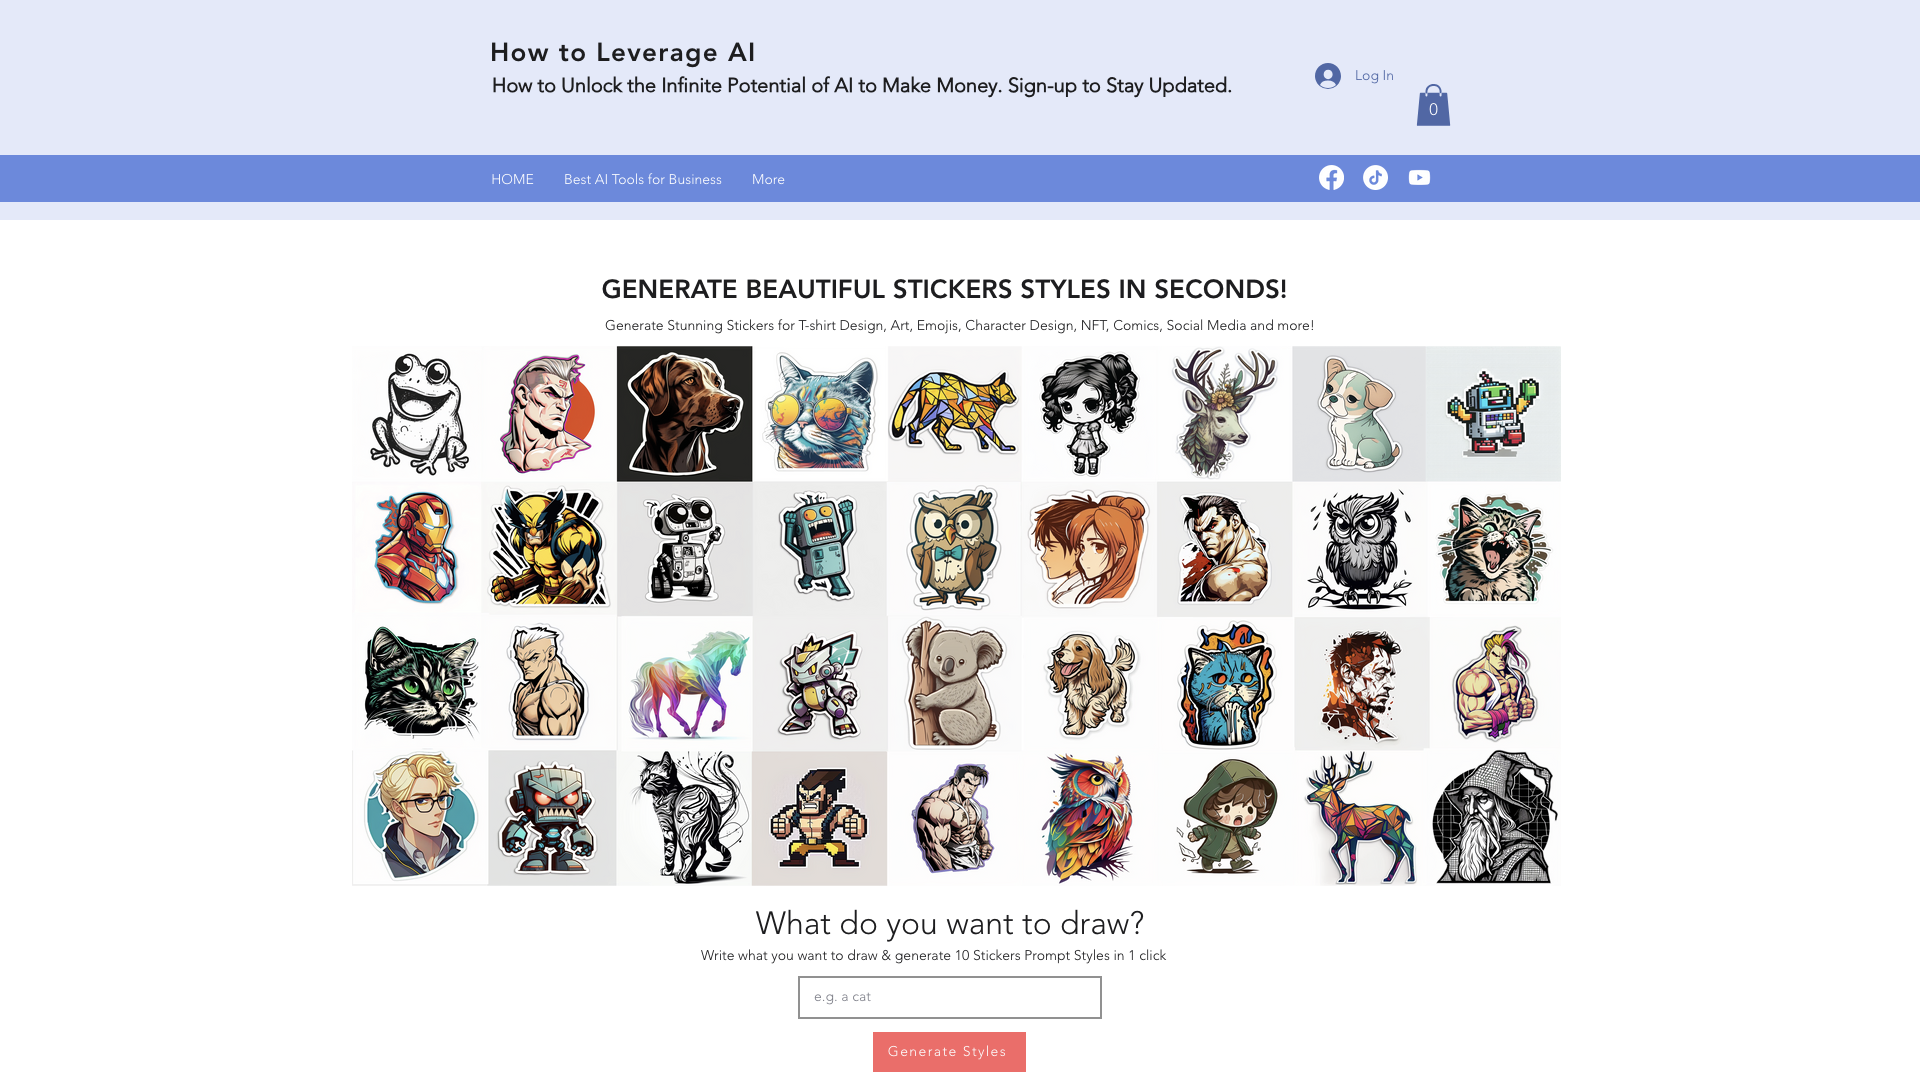 How to Leverage AI
How to Unlock the Infinite Potential of AI to Make Money. Sign-up to Stay Updated.
Log In
0
HOME
Best AI Tools for Business
More
GENERATE BEAUTIFUL STICKERS STYLES IN SECONDS!
Generate Stunning Stickers for T-shirt Design, Art, Emojis, Character Design, NFT, Comics, Social Media and more!
What do you want to draw?
Write what you want to draw & generate 10 Stickers Prompt Styles in 1 click
e.g. a cat
Generate Styles